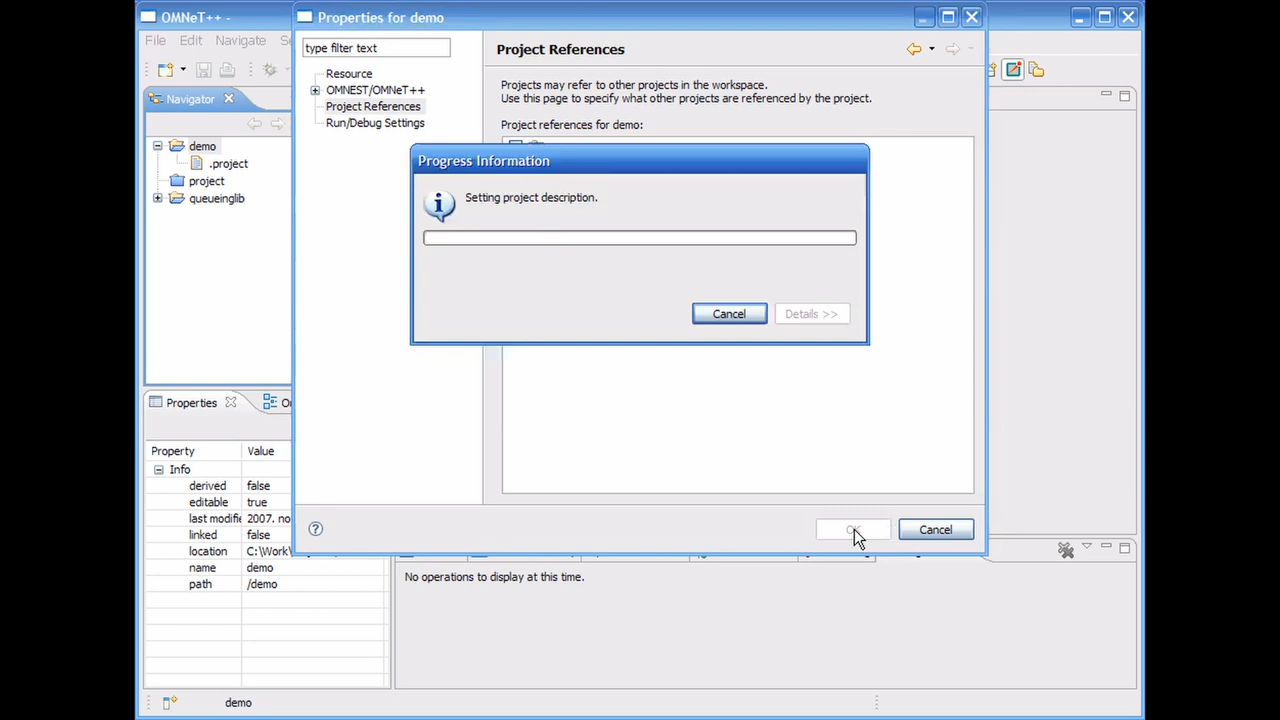 OMNeT++ -
Properties for demo
File Edit Navigate
type filter text
Project References
Resource
OMNEST/OMNeT++
Project References
Run/Debug Settings
Projects may refer to other projects in the workspace.
Use this page to specify what other projects are referenced by the project.
Project references for demo:
Navigator
demo
.project
project
queueinglib
Progress Information
Setting project description.
Cancel
Details >>
Properties
Property Value
Info
derived false
editable true
last modifie 2007. no
linked false
location C:\Work\
name demo
path /demo
OK
Cancel
No operations to display at this time.
demo